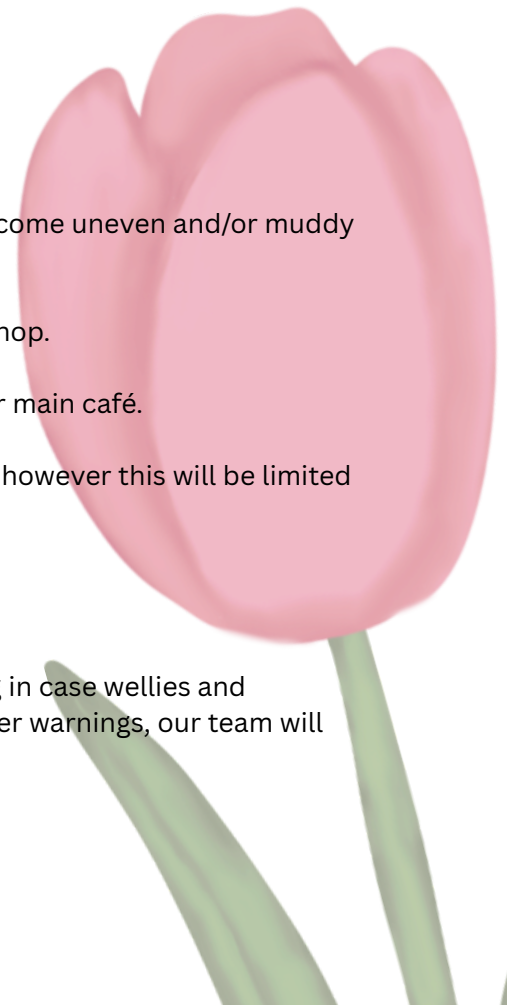 come uneven and/or muddy
hop.
r main café.
however this will be limited
g in case wellies and
er warnings, our team will